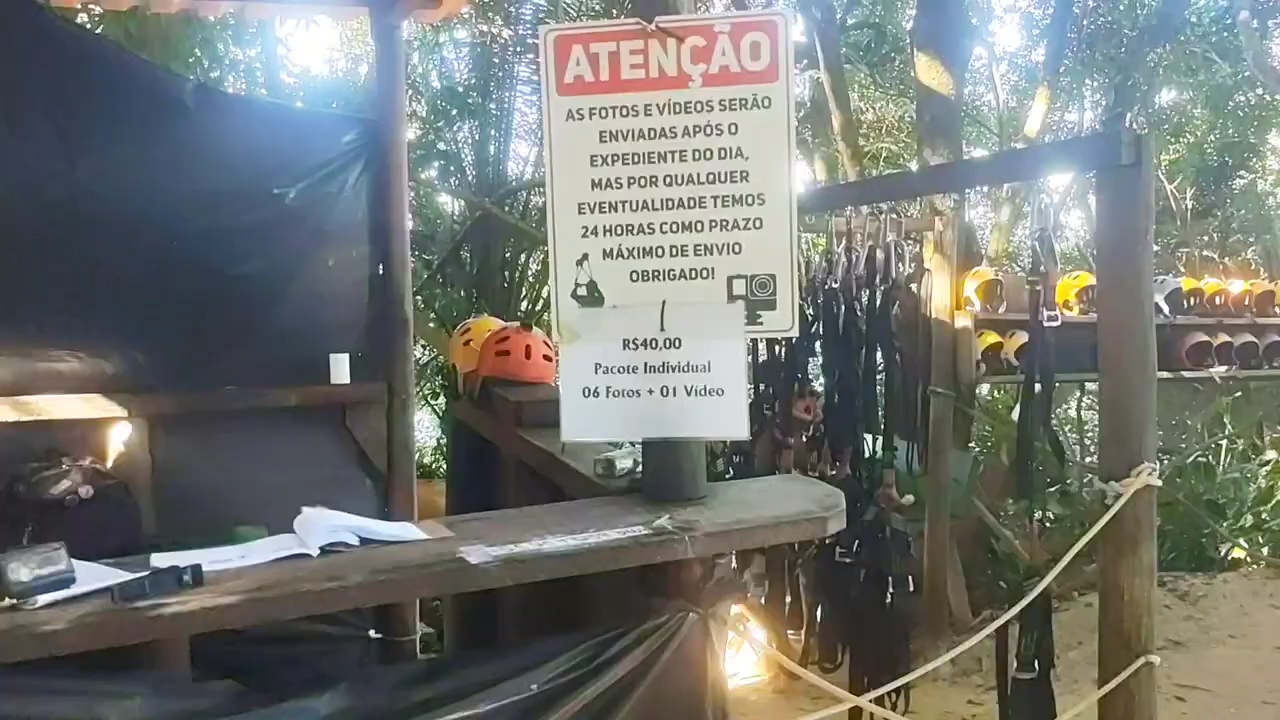 ATENÇÃO
AS FOTOS E VÍDEOS SERÃO
ENVIADAS APÓS O
EXPEDIENTE DO DIA,
MAS POR QUALQUER
EVENTUALIDADE TEMOS
24 HORAS COMO PRAZO
MÁXIMO DE ENVIO
OBRIGADO!
R$40,00
Pacote Individual
06 Fotos + 01 Vídeo